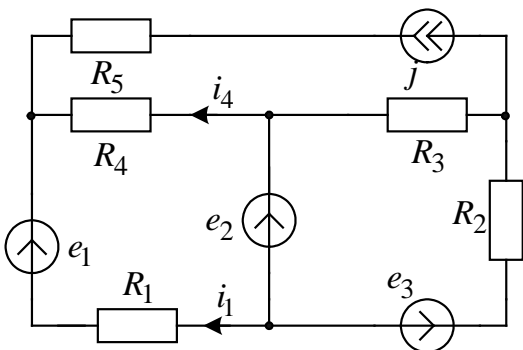 R₅
j
i₄
R₄
R₃
e₂
R₂
e₁
R₁
i₁
e₃